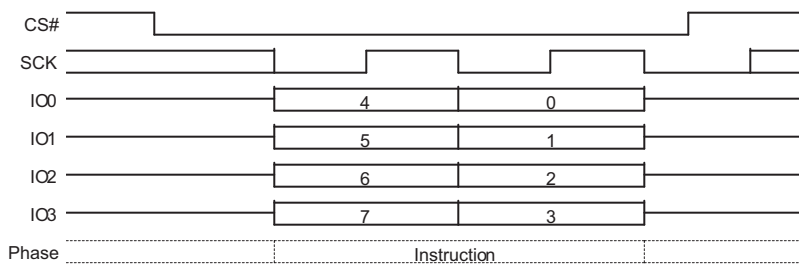 CS#
SCK
IO0 4 0
IO1 5 1
IO2 6 2
IO3 7 3
Phase Instruction